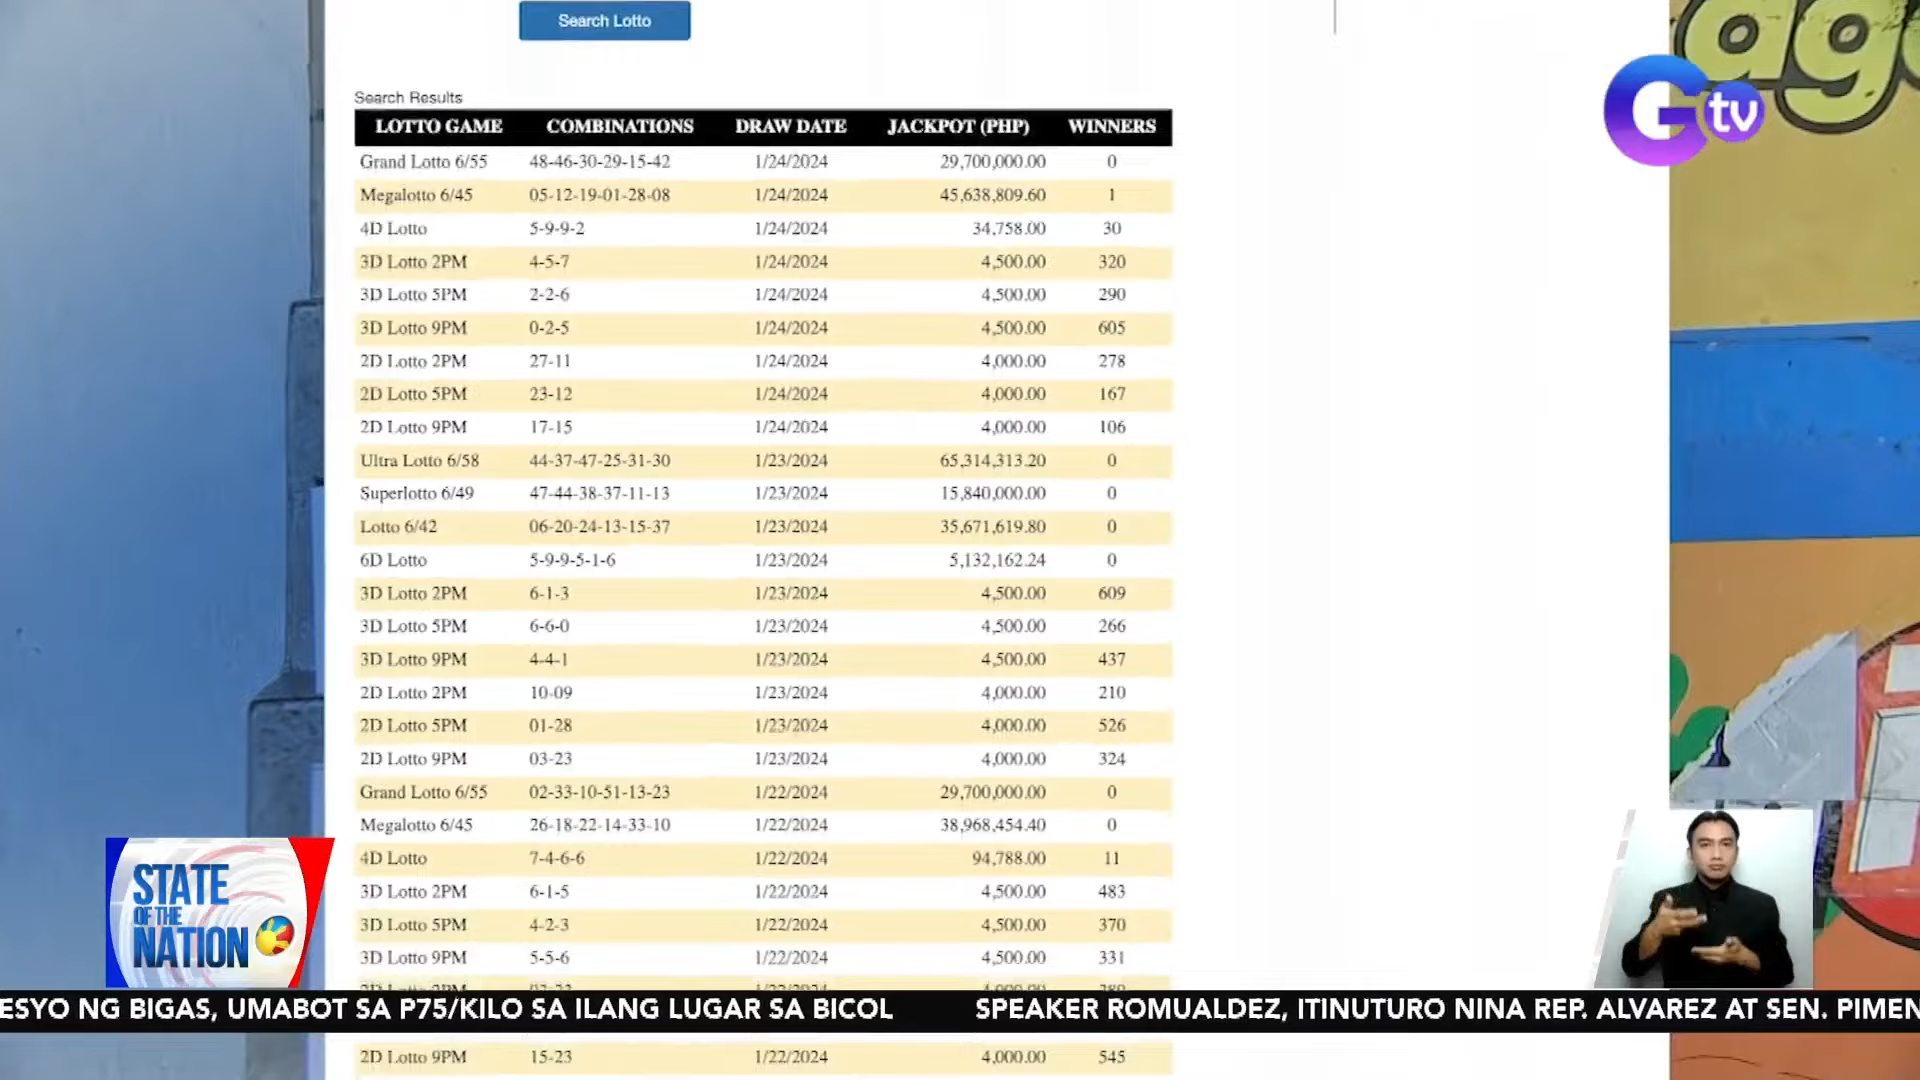 Search Lotto
ag
G tv
Search Results
LOTTO GAME COMBINATIONS DRAW DATE JACKPOT (PHP) WINNERS
Grand Lotto 6/55 48-46-30-29-15-42 1/24/2024 29,700,000.00 0
Megalotto 6/45 05-12-19-01-28-08 1/24/2024 45,638,809.60 1
4D Lotto 5-9-9-2 1/24/2024 34,758.00 30
3D Lotto 2PM 4-5-7 1/24/2024 4,500.00 320
3D Lotto 5PM 2-2-6 1/24/2024 4,500.00 290
3D Lotto 9PM 0-2-5 1/24/2024 4,500.00 605
2D Lotto 2PM 27-11 1/24/2024 4,000.00 278
2D Lotto 5PM 23-12 1/24/2024 4,000.00 167
2D Lotto 9PM 17-15 1/24/2024 4,000.00 106
Ultra Lotto 6/58 44-37-47-25-31-30 1/23/2024 65,314,313.20 0
Superlotto 6/49 47-44-38-37-11-13 1/23/2024 15,840,000.00 0
Lotto 6/42 06-20-24-13-15-37 1/23/2024 35,671,619.80 0
6D Lotto 5-9-9-5-1-6 1/23/2024 5,132,162.24 0
3D Lotto 2PM 6-1-3 1/23/2024 4,500.00 609
3D Lotto 5PM 6-6-0 1/23/2024 4,500.00 266
3D Lotto 9PM 4-4-1 1/23/2024 4,500.00 437
2D Lotto 2PM 10-09 1/23/2024 4,000.00 210
2D Lotto 5PM 01-28 1/23/2024 4,000.00 526
2D Lotto 9PM 03-23 1/23/2024 4,000.00 324
Grand Lotto 6/55 02-33-10-51-13-23 1/22/2024 29,700,000.00 0
Megalotto 6/45 26-18-22-14-33-10 1/22/2024 38,968,454.40 0
4D Lotto 7-4-6-6 1/22/2024 94,788.00 11
3D Lotto 2PM 6-1-5 1/22/2024 4,500.00 483
3D Lotto 5PM 4-2-3 1/22/2024 4,500.00 370
3D Lotto 9PM 5-5-6 1/22/2024 4,500.00 331
STATE
OF THE
NATION
ESYO NG BIGAS, UMABOT SA P75/KILO SA ILANG LUGAR SA BICOL SPEAKER ROMUALDEZ, ITINUTURO NINA REP. ALVAREZ AT SEN. PIMEN
2D Lotto 9PM 15-23 1/22/2024 4,000.00 545